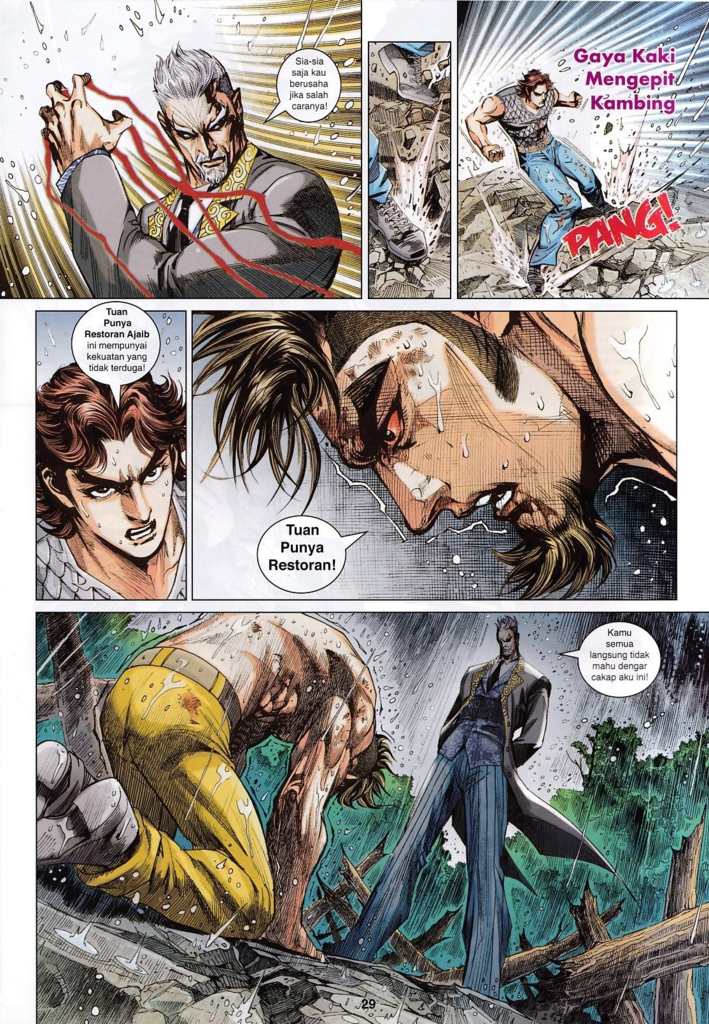 Sia-sia
saja kau
berusaha
jika salah
caranya!
Gaya Kaki
Mengepit
Kambing
PANG!
Tuan
Punya
Restoran Ajaib
ini mempunyai
kekuatan yang
tidak terduga!
Tuan
Punya
Restoran!
Kamu
semua
langsung tidak
mahu dengar
cakap aku ini!
29